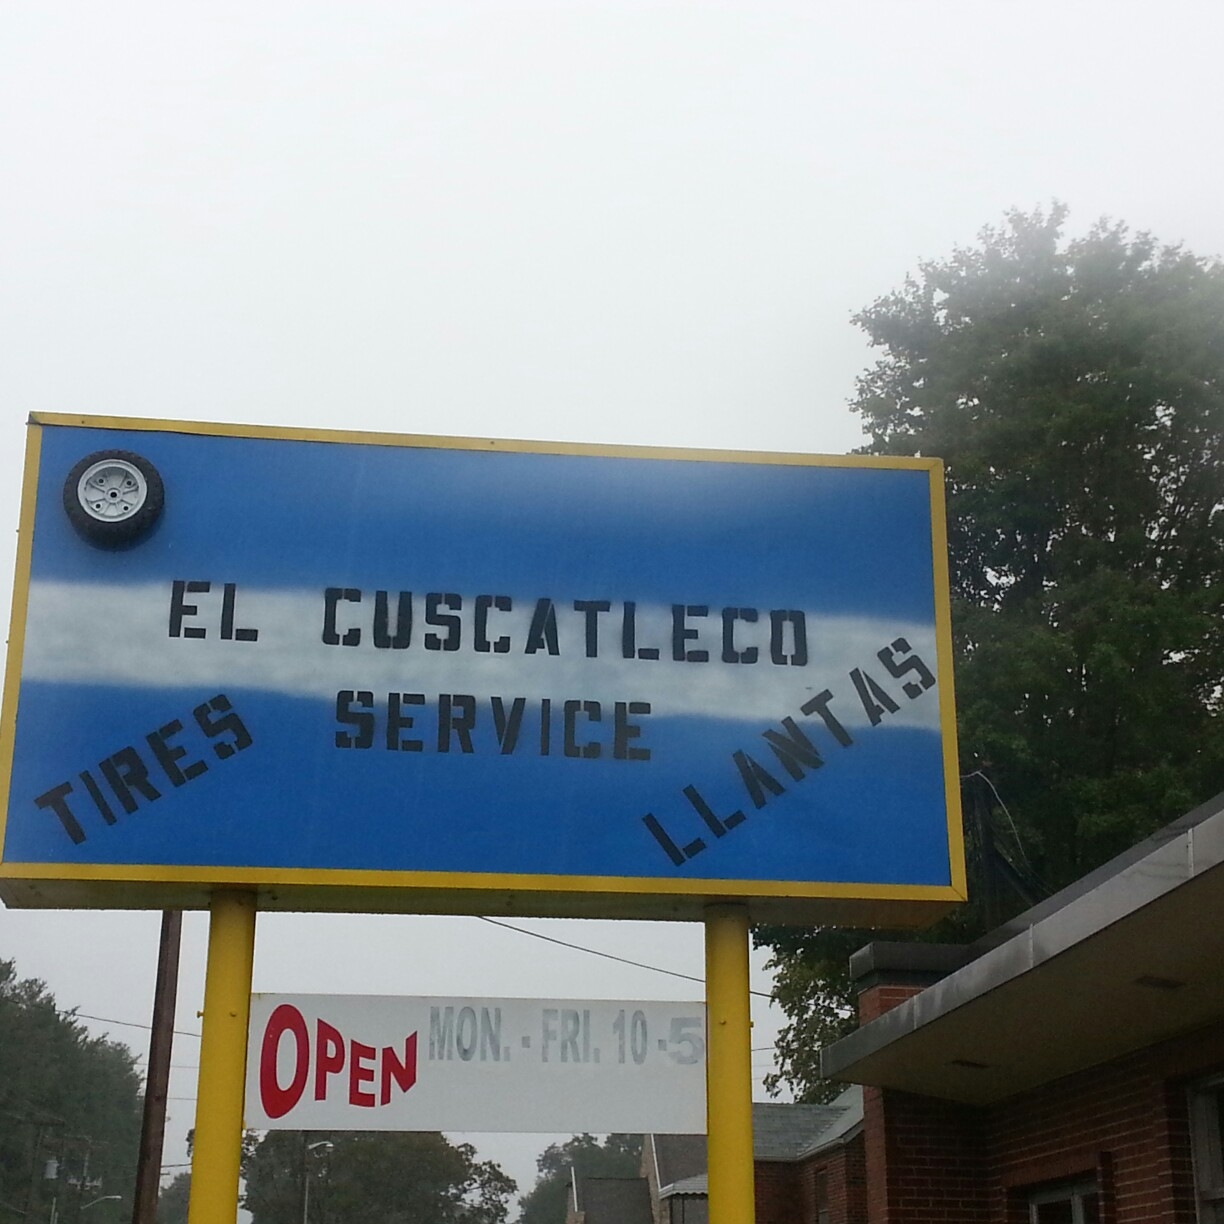 EL CUSCATLECO
SERVICE
TIRES
LLANTAS
OPEN MON. - FRI. 10 - 5